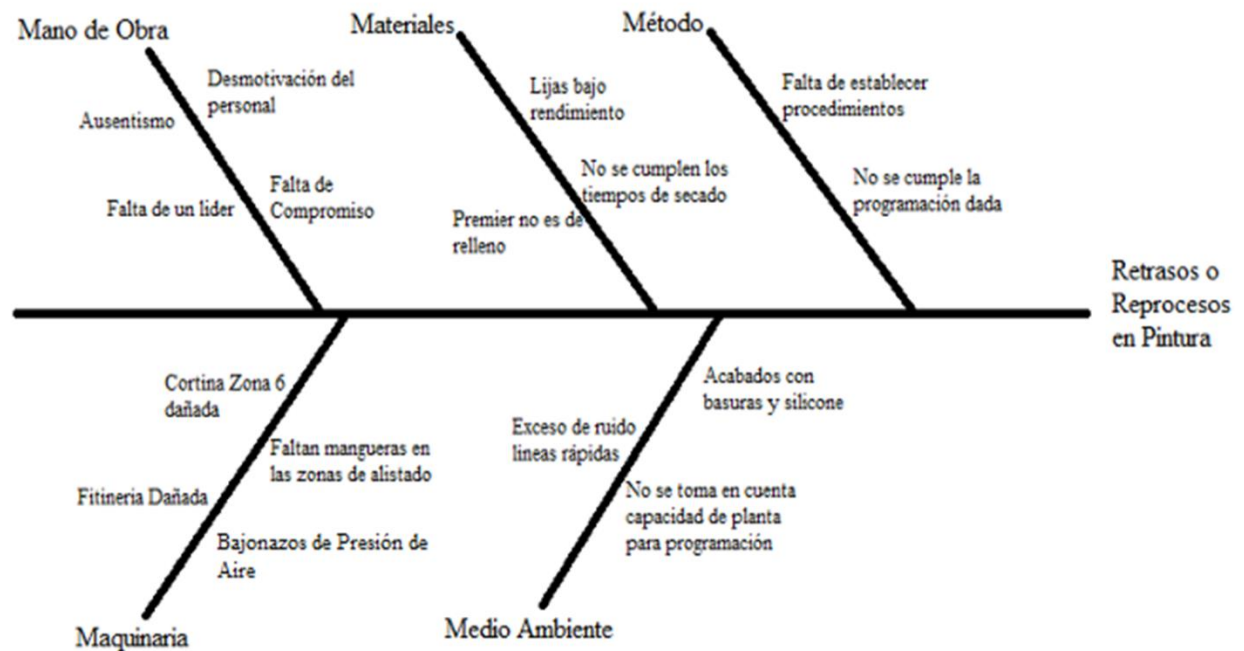 Mano de Obra
Desmotivación del
personal
Ausentismo
Falta de un lider
Falta de
Compromiso
Materiales
Lijas bajo
rendimiento
No se cumplen los
tiempos de secado
Premier no es de
relleno
Método
Falta de establecer
procedimientos
No se cumple la
programación dada
Retrasos o
Reprocesos
en Pintura
Cortina Zona 6
dañada
Faltan mangueras en
las zonas de alistado
Fitineria Dañada
Bajonazos de Presión de
Aire
Maquinaria
Acabados con
basuras y silicone
Exceso de ruido
lineas rápidas
No se toma en cuenta
capacidad de planta
para programación
Medio Ambiente